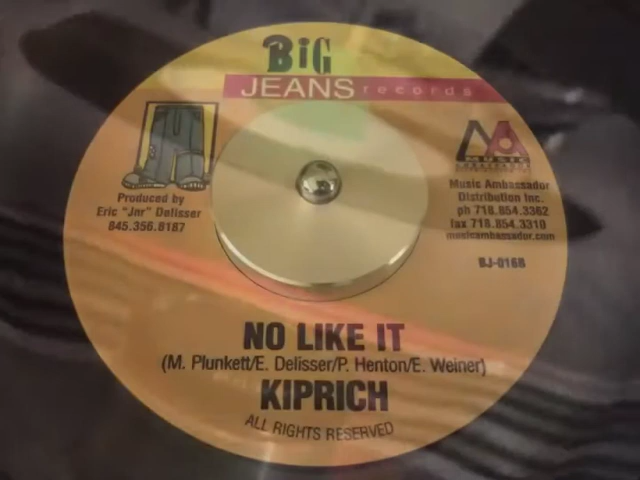 BiG
JEANS records
MUSIC
Produced by
Eric "Jnr" Delisser
845.356.8187
Music Ambassador
Distribution Inc.
ph 718.854.3362
fax 718.854.3310
musicambassador.com
BJ-016B
NO LIKE IT
(M. Plunkett/E. Delisser/P. Henton/E. Weiner)
KIPRICH
ALL RIGHTS RESERVED